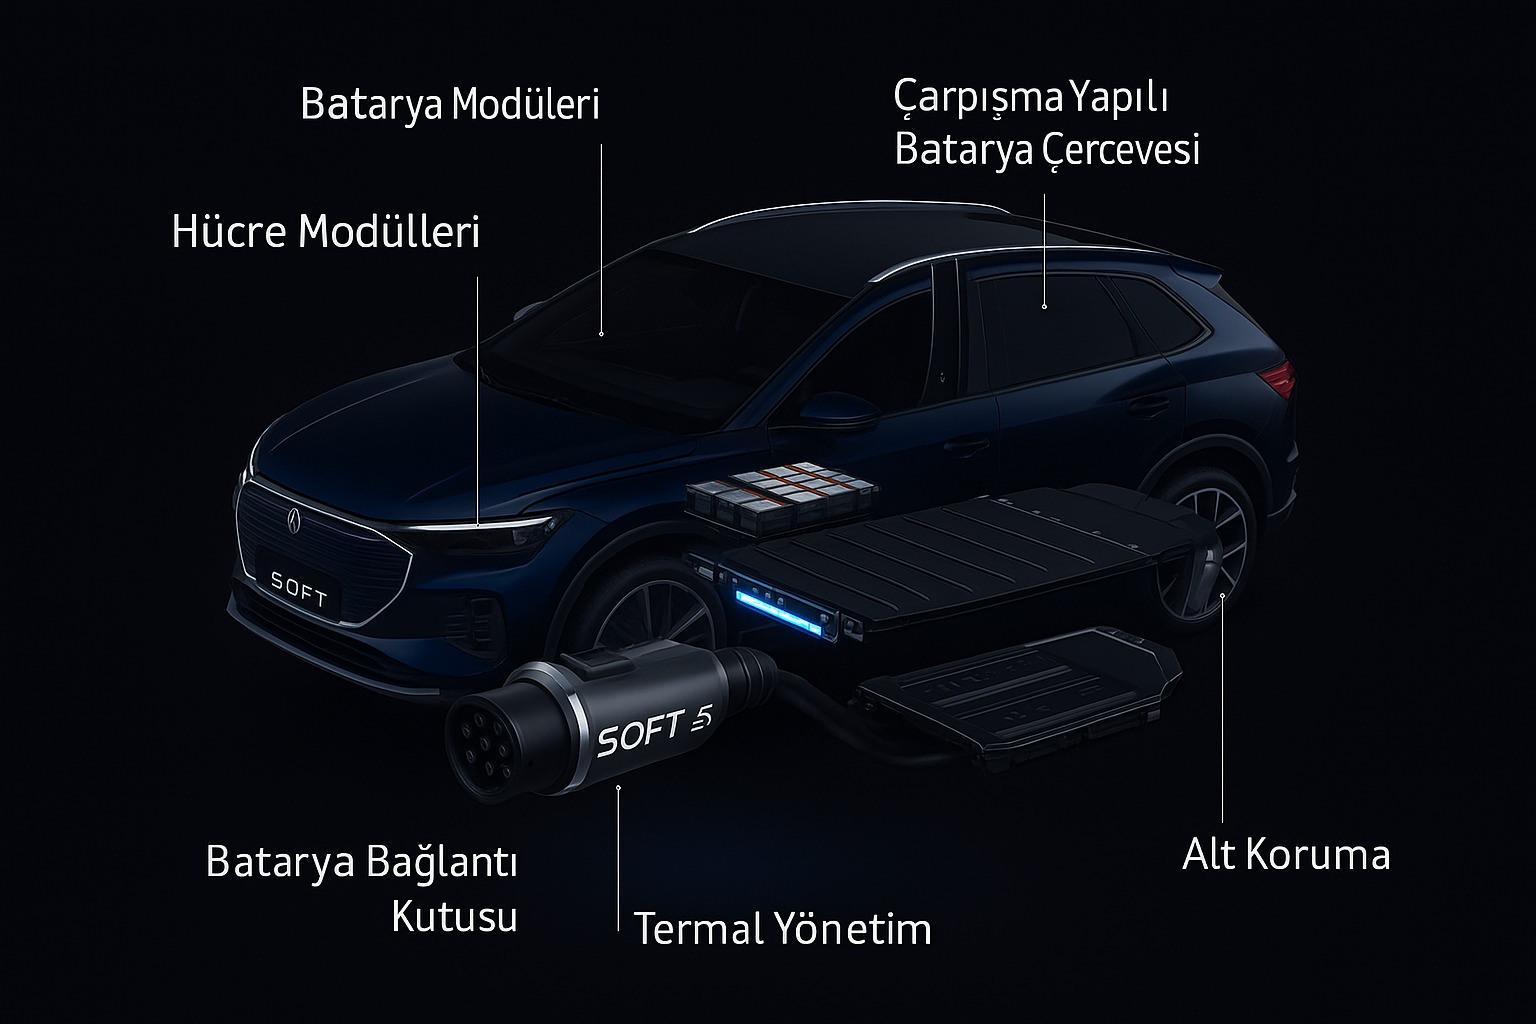 Batarya Modüleri
Çarpışma Yapılı
Batarya Çercevesi
Hücre Modülleri
SOFT
SOFT 5
Batarya Bağlantı
Kutusu
Termal Yönetim
Alt Koruma